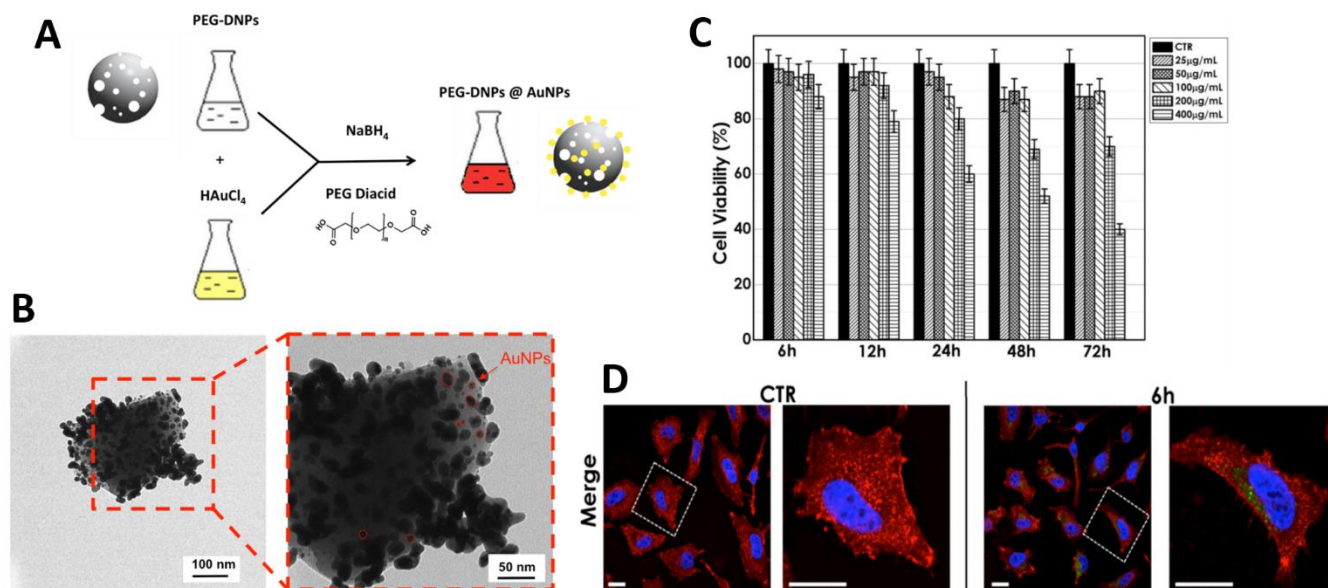 A
PEG-DNPs
+
HAuCl4
NaBH4
PEG Diacid
HO
O
O
O
n
O
OH
PEG-DNPs @ AuNPs
B
100 nm
AuNPs
50 nm
C
Cell Viability (%)
100
80
60
40
20
0
6h
12h
24h
48h
72h
CTR
25µg/mL
50µg/mL
100µg/mL
200µg/mL
400µg/mL
D
CTR
6h
Merge